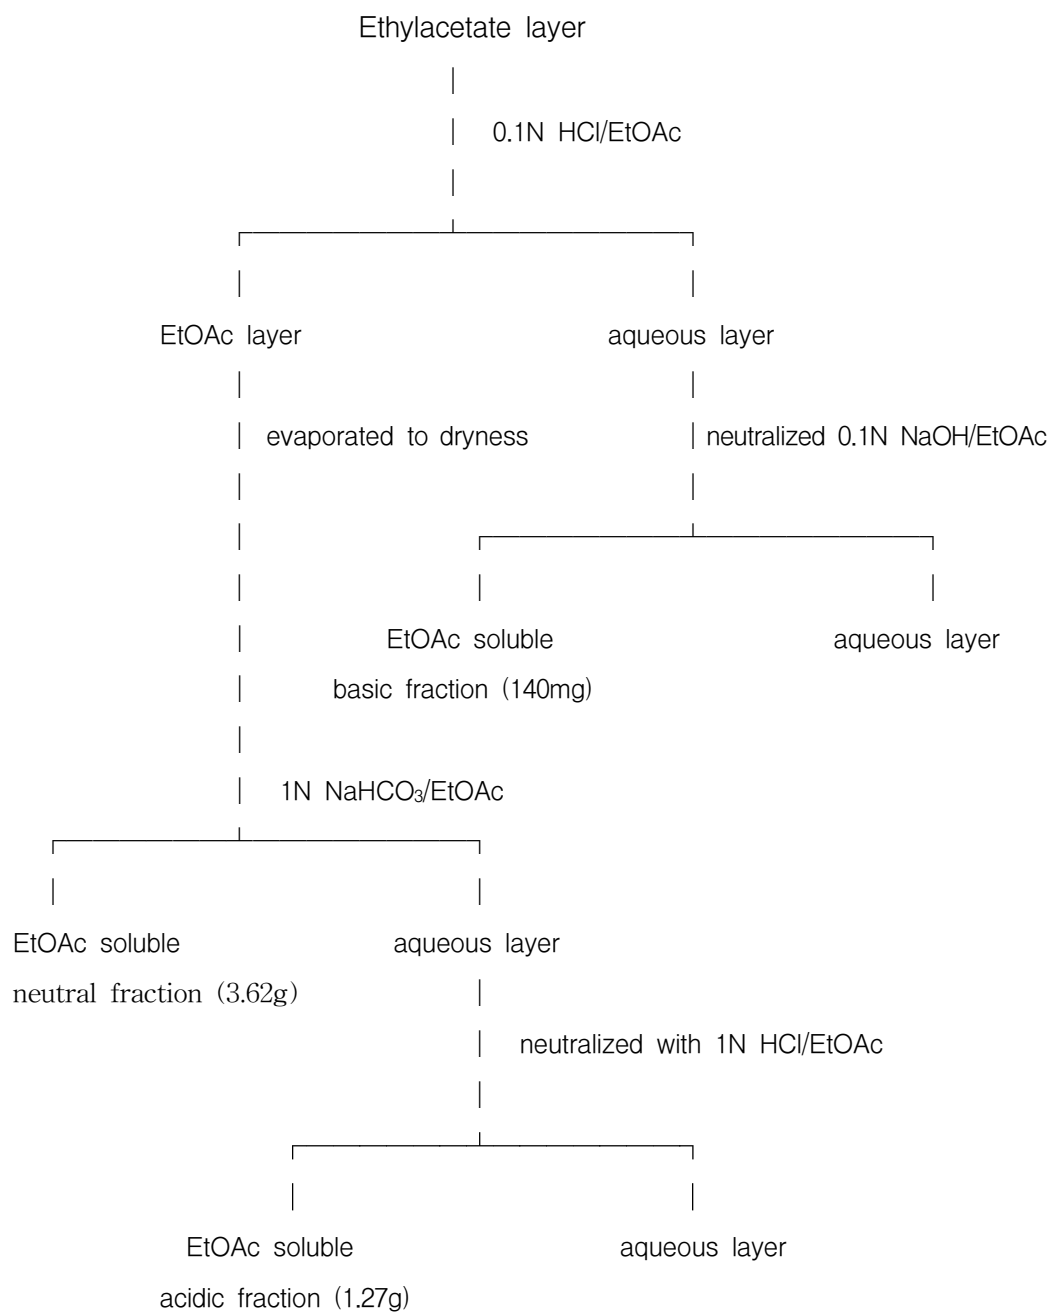 Ethylacetate layer
0.1N HCl/EtOAc
EtOAc layer aqueous layer
evaporated to dryness neutralized 0.1N NaOH/EtOAc
EtOAc soluble aqueous layer
basic fraction (140mg)
1N NaHCO₃/EtOAc
EtOAc soluble aqueous layer
neutral fraction (3.62g)
neutralized with 1N HCl/EtOAc
EtOAc soluble aqueous layer
acidic fraction (1.27g)